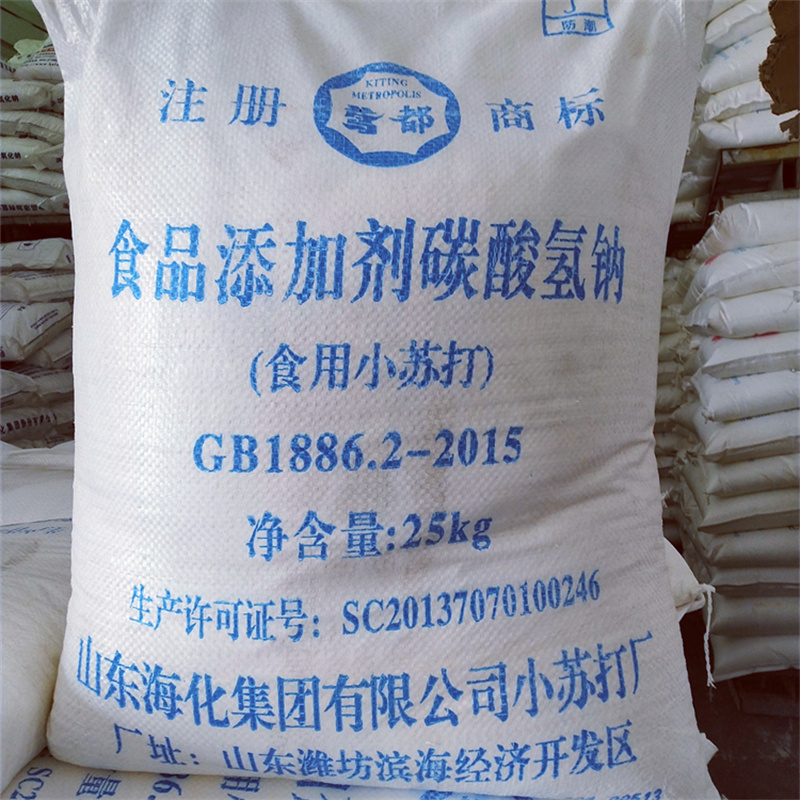 防潮
KITING
METROPOLIS
注册 鸢都 商标
食品添加剂碳酸氢钠
(食用小苏打)
GB1886.2-2015
净含量:25kg
生产许可证号: SC20137070100246
山东海化集团有限公司小苏打厂
厂址: 山东潍坊滨海经济开发区